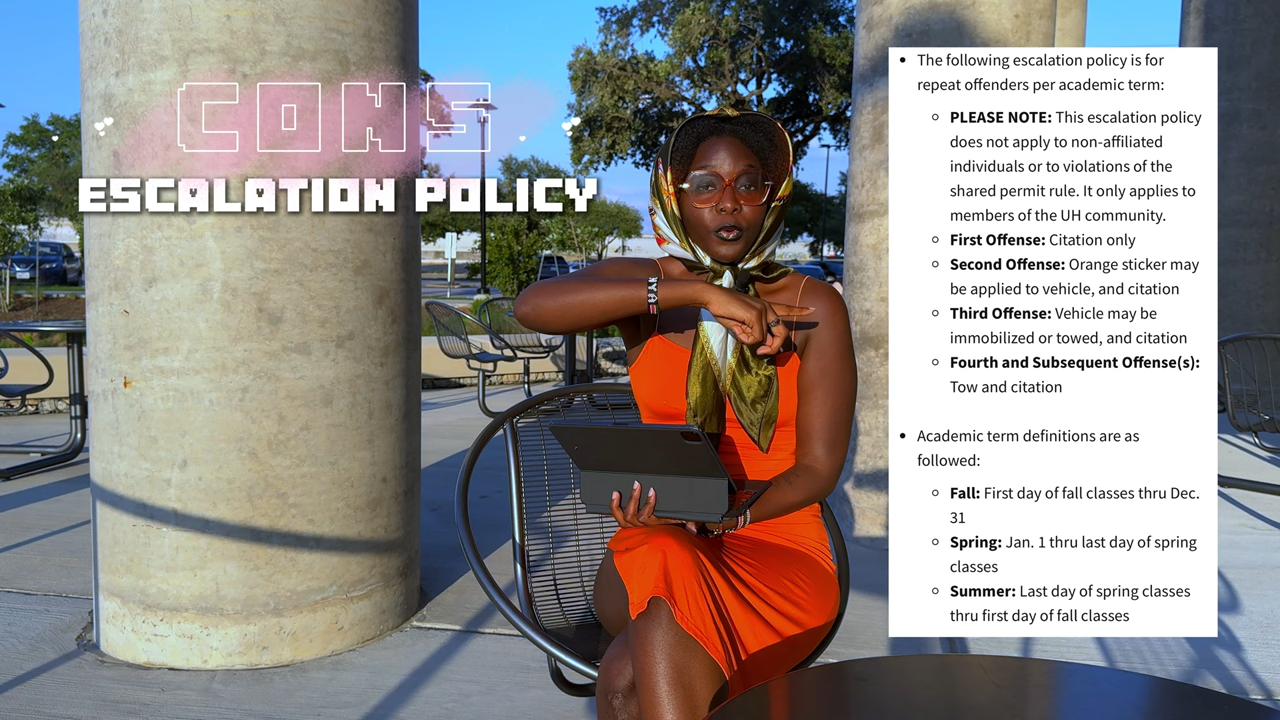 CONS
ESCALATION POLICY
The following escalation policy is for
repeat offenders per academic term:
PLEASE NOTE: This escalation policy
does not apply to non-affiliated
individuals or to violations of the
shared permit rule. It only applies to
members of the UH community.
First Offense: Citation only
Second Offense: Orange sticker may
be applied to vehicle, and citation
Third Offense: Vehicle may be
immobilized or towed, and citation
Fourth and Subsequent Offense(s):
Tow and citation
Academic term definitions are as
followed:
Fall: First day of fall classes thru Dec.
31
Spring: Jan. 1 thru last day of spring
classes
Summer: Last day of spring classes
thru first day of fall classes